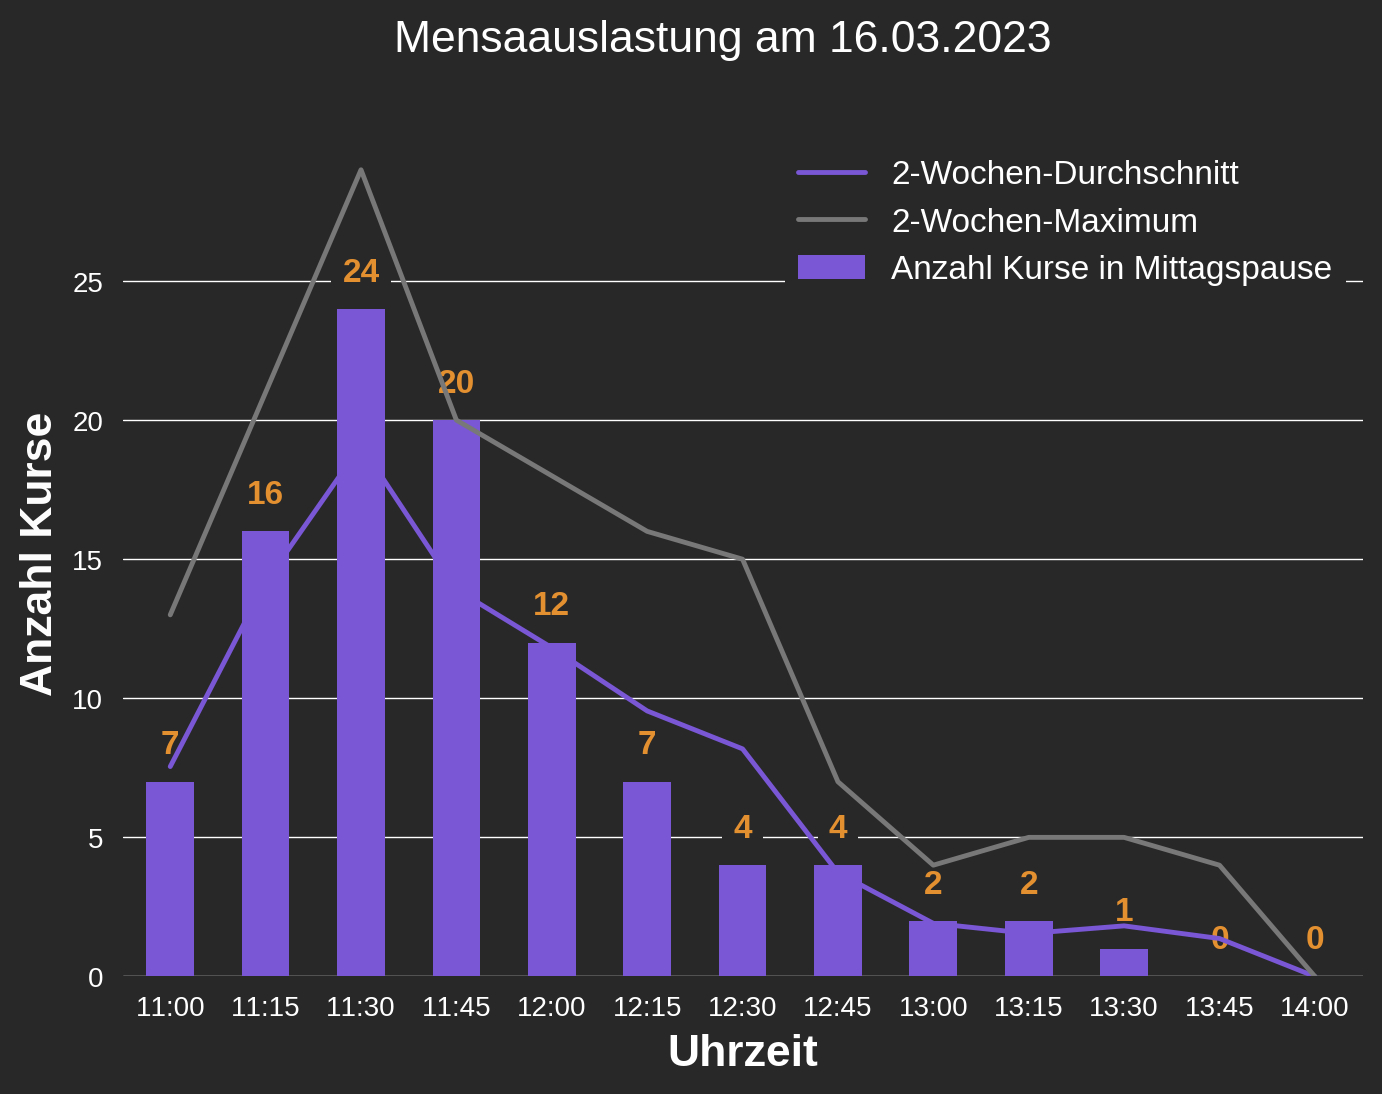 Mensaauslastung am 16.03.2023
2-Wochen-Durchschnitt
2-Wochen-Maximum
Anzahl Kurse in Mittagspause
Anzahl Kurse
25
20
15
10
5
0
7
16
24
20
12
7
4
4
2
2
1
0
0
11:00 11:15 11:30 11:45 12:00 12:15 12:30 12:45 13:00 13:15 13:30 13:45 14:00
Uhrzeit